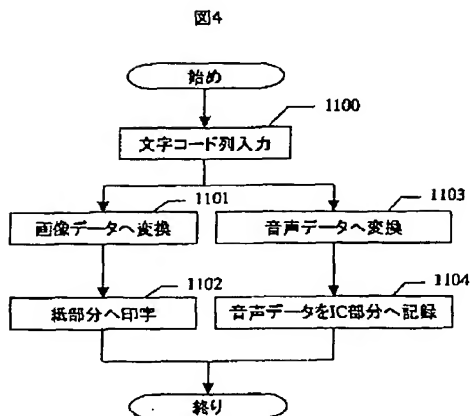 図4
始め
1100
文字コード列入力
1101
画像データへ変換
1103
音声データへ変換
1102
紙部分へ印字
1104
音声データをIC部分へ記録
終り